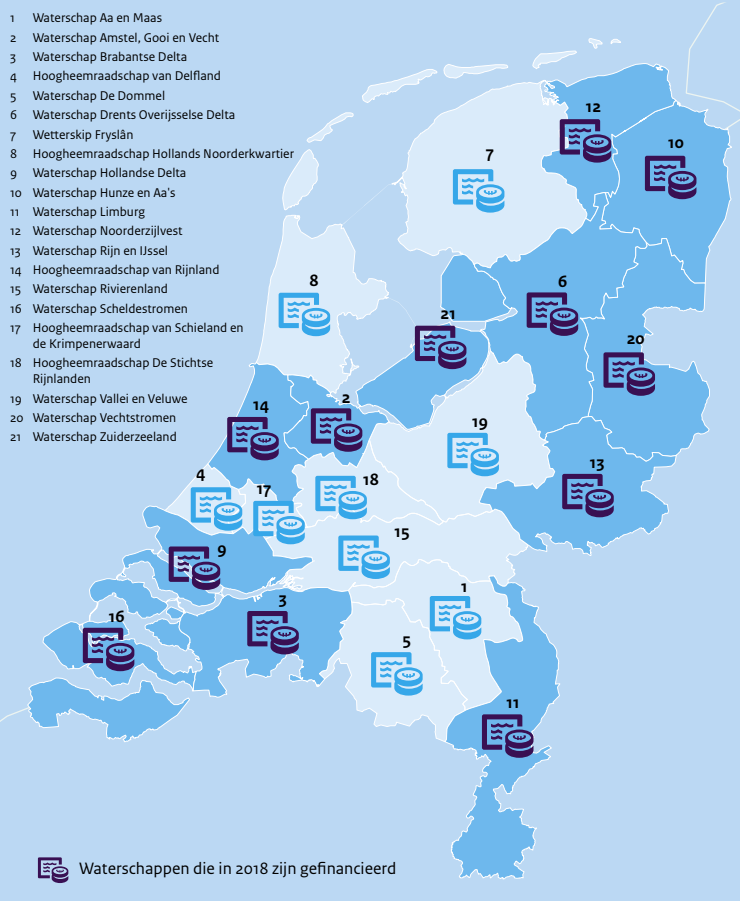 1 Waterschap Aa en Maas
2 Waterschap Amstel, Gooi en Vecht
3 Waterschap Brabantse Delta
4 Hoogheemraadschap van Delfland
5 Waterschap De Dommel
6 Waterschap Drents Overijsselse Delta
7 Wetterskip Fryslân
8 Hoogheemraadschap Hollands Noorderkwartier
9 Waterschap Hollandse Delta
10 Waterschap Hunze en Aa's
11 Waterschap Limburg
12 Waterschap Noorderzijlvest
13 Waterschap Rijn en IJssel
14 Hoogheemraadschap van Rijnland
15 Waterschap Rivierenland
16 Waterschap Scheldestromen
17 Hoogheemraadschap van Schieland en
de Krimpenerwaard
18 Hoogheemraadschap De Stichtse
Rijnlanden
19 Waterschap Vallei en Veluwe
20 Waterschap Vechtstromen
21 Waterschap Zuiderzeeland
12
10
7
8
6
21
20
2
14
19
13
4
17
18
15
9
1
3
16
5
11
Waterschappen die in 2018 zijn gefinancieerd